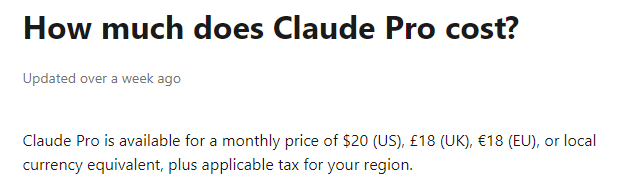 How much does Claude Pro cost?
Updated over a week ago
Claude Pro is available for a monthly price of $20 (US), £18 (UK), €18 (EU), or local
currency equivalent, plus applicable tax for your region.